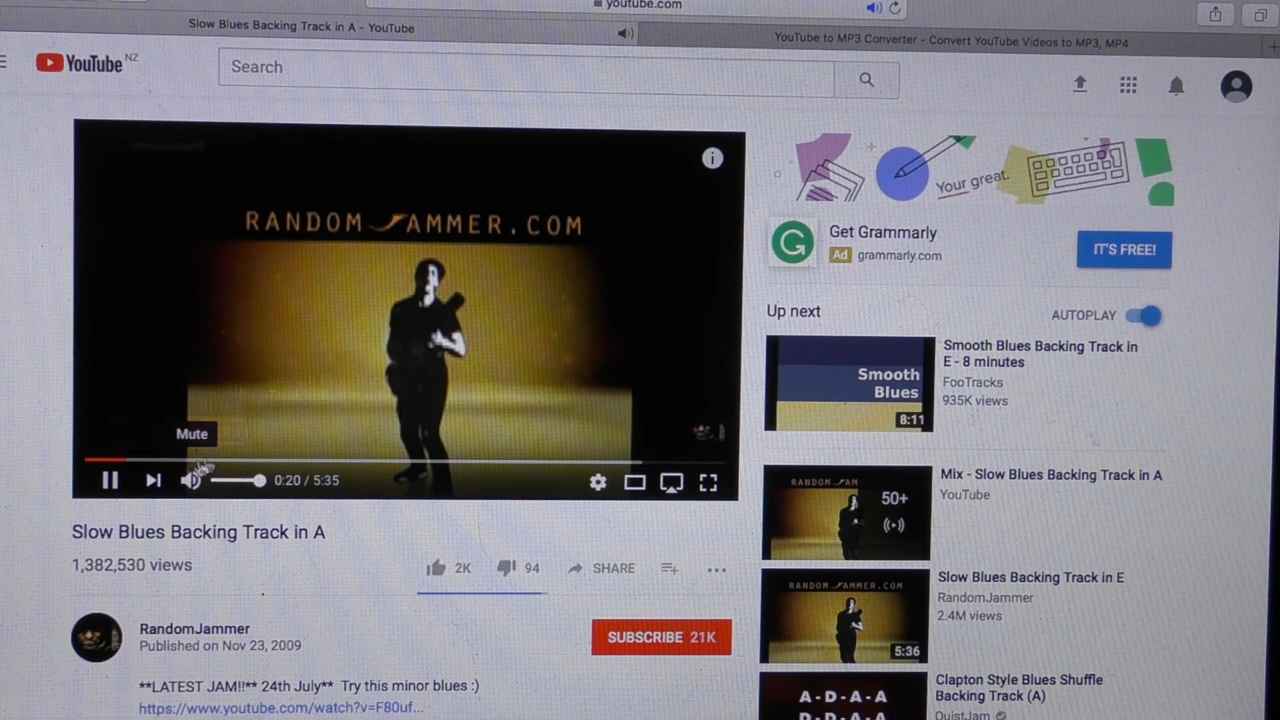 youtube.com
Slow Blues Backing Track in A - YouTube
YouTube to MP3 Converter - Convert YouTube Videos to MP3, MP4
YouTube NZ
Search
RANDOM JAMMER.COM
Mute
0:20 / 5:35
Slow Blues Backing Track in A
1,382,530 views
2K
94
SHARE
RandomJammer
Published on Nov 23, 2009
SUBSCRIBE 21K
**LATEST JAM!!** 24th July** Try this minor blues :)
https://www.youtube.com/watch?v=F80uf...
Your great.
Get Grammarly
Ad grammarly.com
IT'S FREE!
Up next
AUTOPLAY
Smooth
Blues
8:11
Smooth Blues Backing Track in
E - 8 minutes
FooTracks
935K views
RANDOM JAM
50+
Mix - Slow Blues Backing Track in A
YouTube
RANDOM JAMMER.COM
5:36
Slow Blues Backing Track in E
RandomJammer
2.4M views
A-D-A-A
D-D-A-A
Clapton Style Blues Shuffle
Backing Track (A)
QuistJam